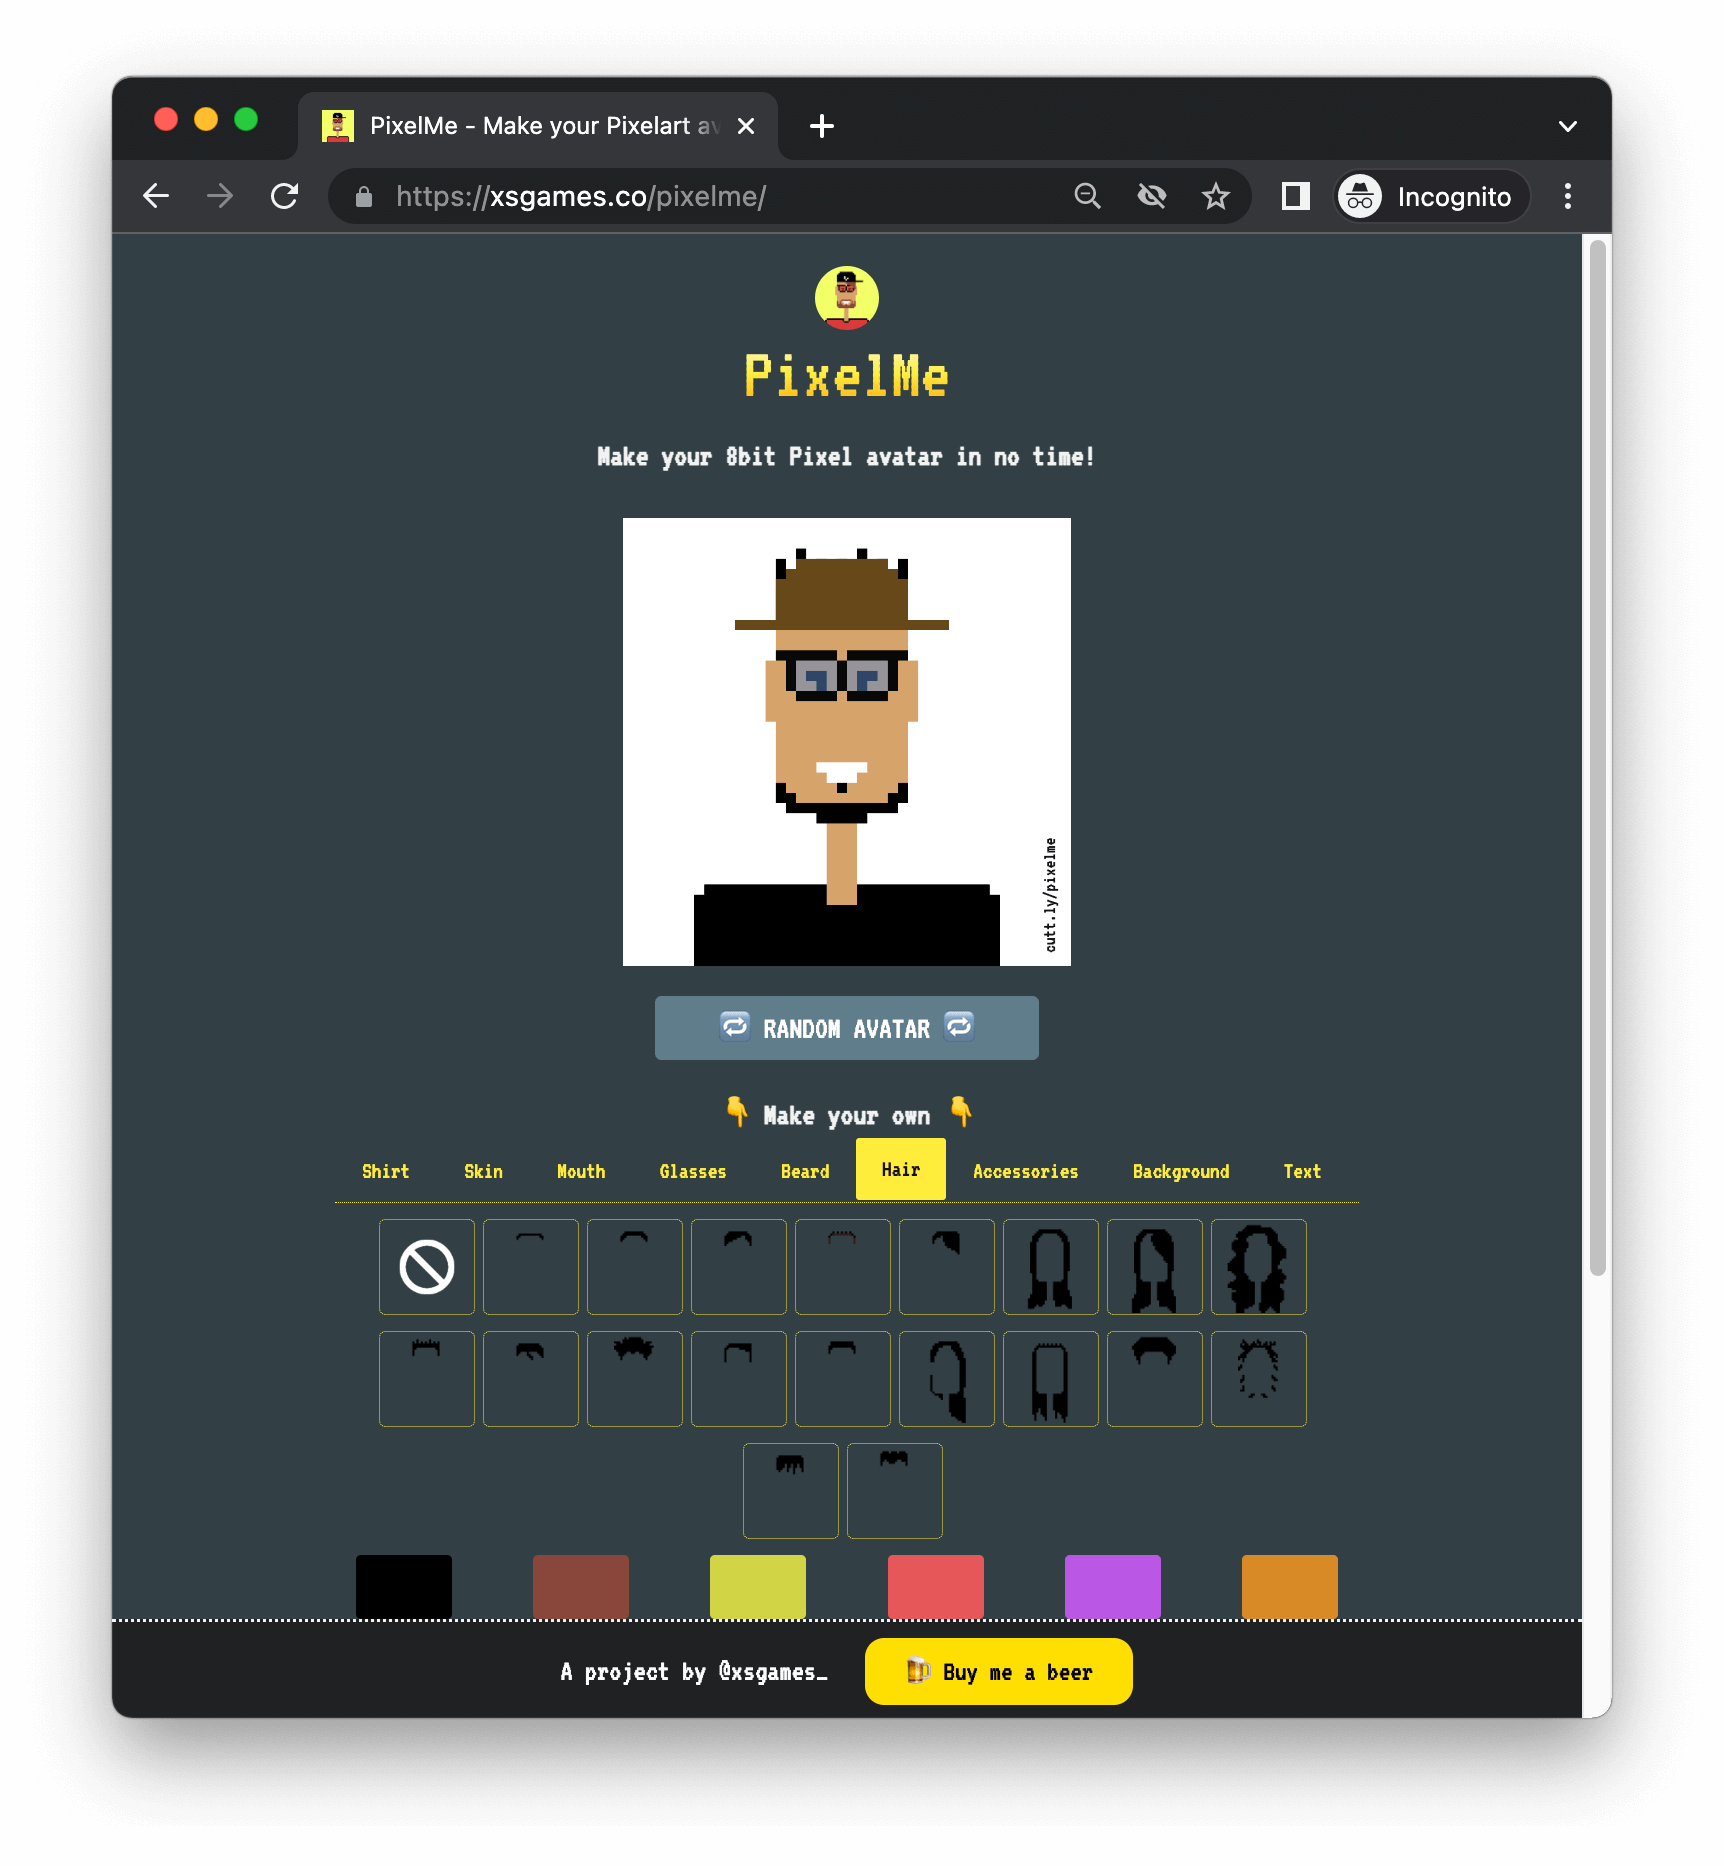 PixelMe - Make your Pixelart av
https://xsgames.co/pixelme/
Incognito
PixelMe
Make your 8bit Pixel avatar in no time!
cutt.ly/pixelme
RANDOM AVATAR
Make your own
Shirt Skin Mouth Glasses Beard Hair Accessories Background Text
A project by @xsgames_
Buy me a beer